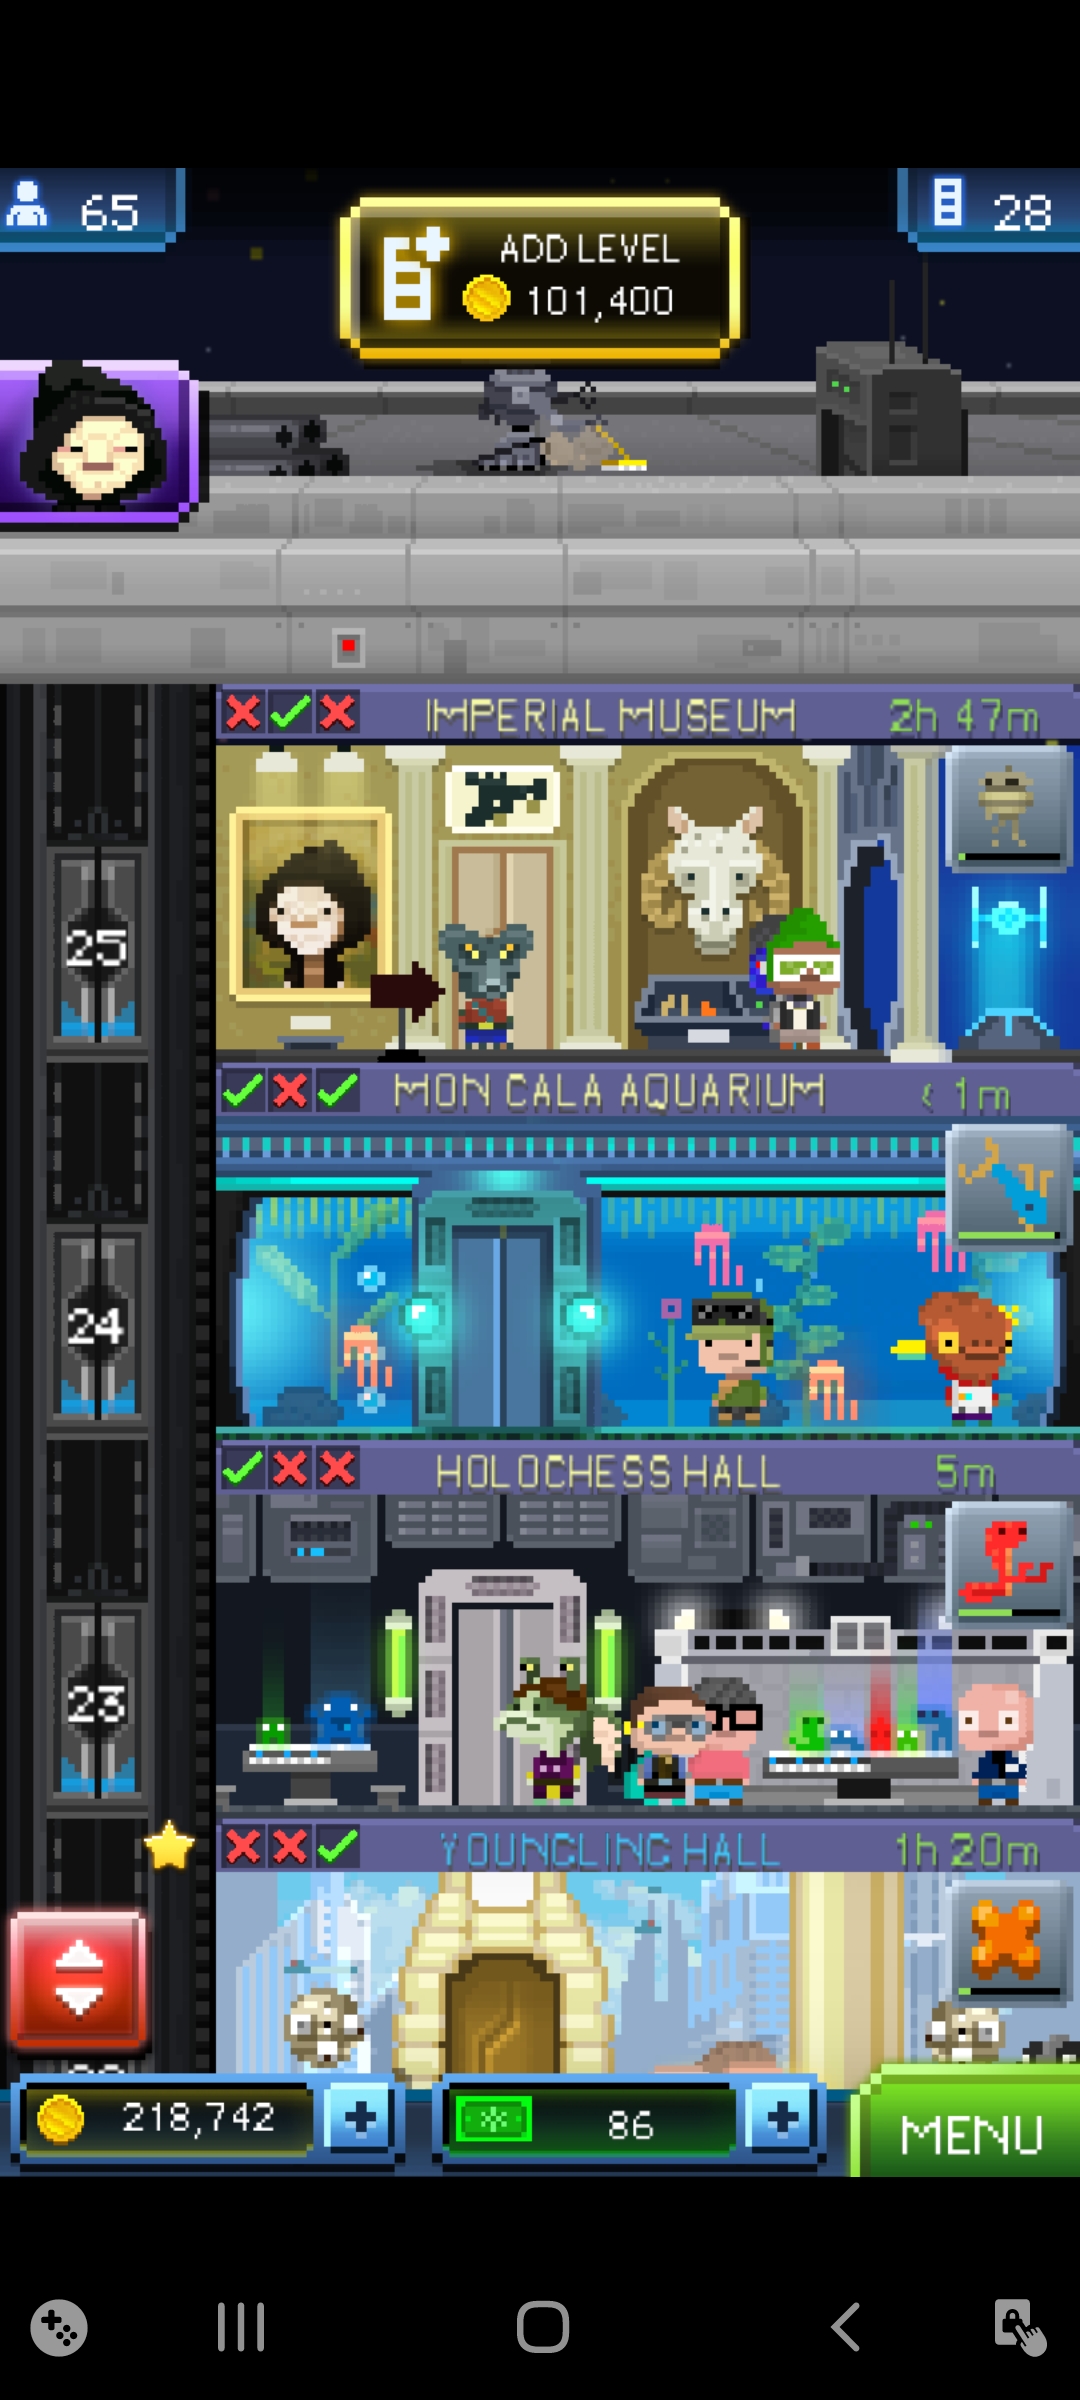 65
ADD LEVEL
101,400
28
IMPERIAL MUSEUM 2h 47m
25
MON CALA AQUARIUM < 1m
24
HOLOCHESS HALL 5m
23
YOUNGLING HALL 1h 20m
218,742
86
MENU